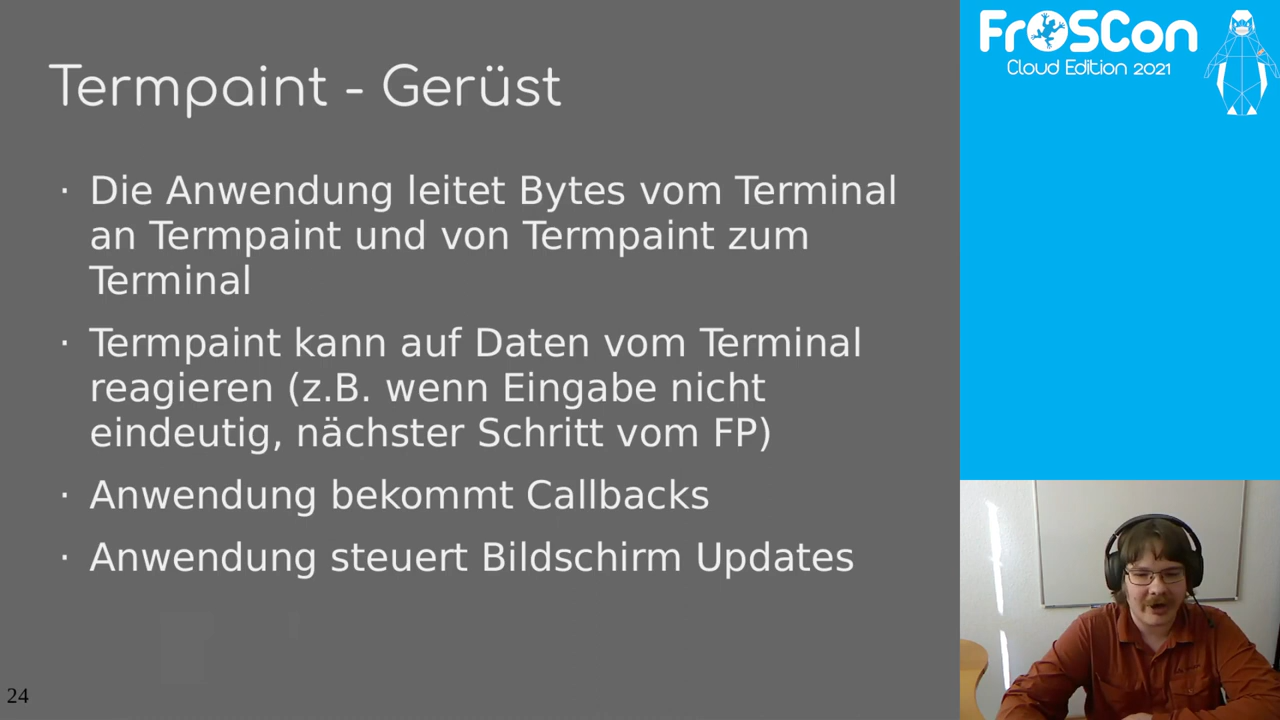 Termpaint - Gerüst
· Die Anwendung leitet Bytes vom Terminal
an Termpaint und von Termpaint zum
Terminal
· Termpaint kann auf Daten vom Terminal
reagieren (z.B. wenn Eingabe nicht
eindeutig, nächster Schritt vom FP)
· Anwendung bekommt Callbacks
· Anwendung steuert Bildschirm Updates
24
FrOSCon
Cloud Edition 2021